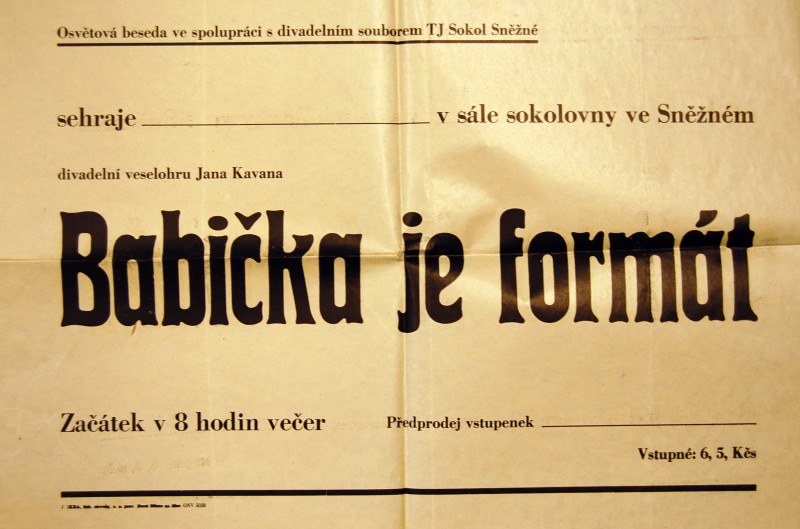 Osvětová beseda ve spolupráci s divadelním souborem TJ Sokol Sněžné
sehraje v sále sokolovny ve Sněžném
divadelní veselohru Jana Kavana
Babička je formát
Začátek v 8 hodin večer
Předprodej vstupenek
Vstupné: 6, 5, Kčs